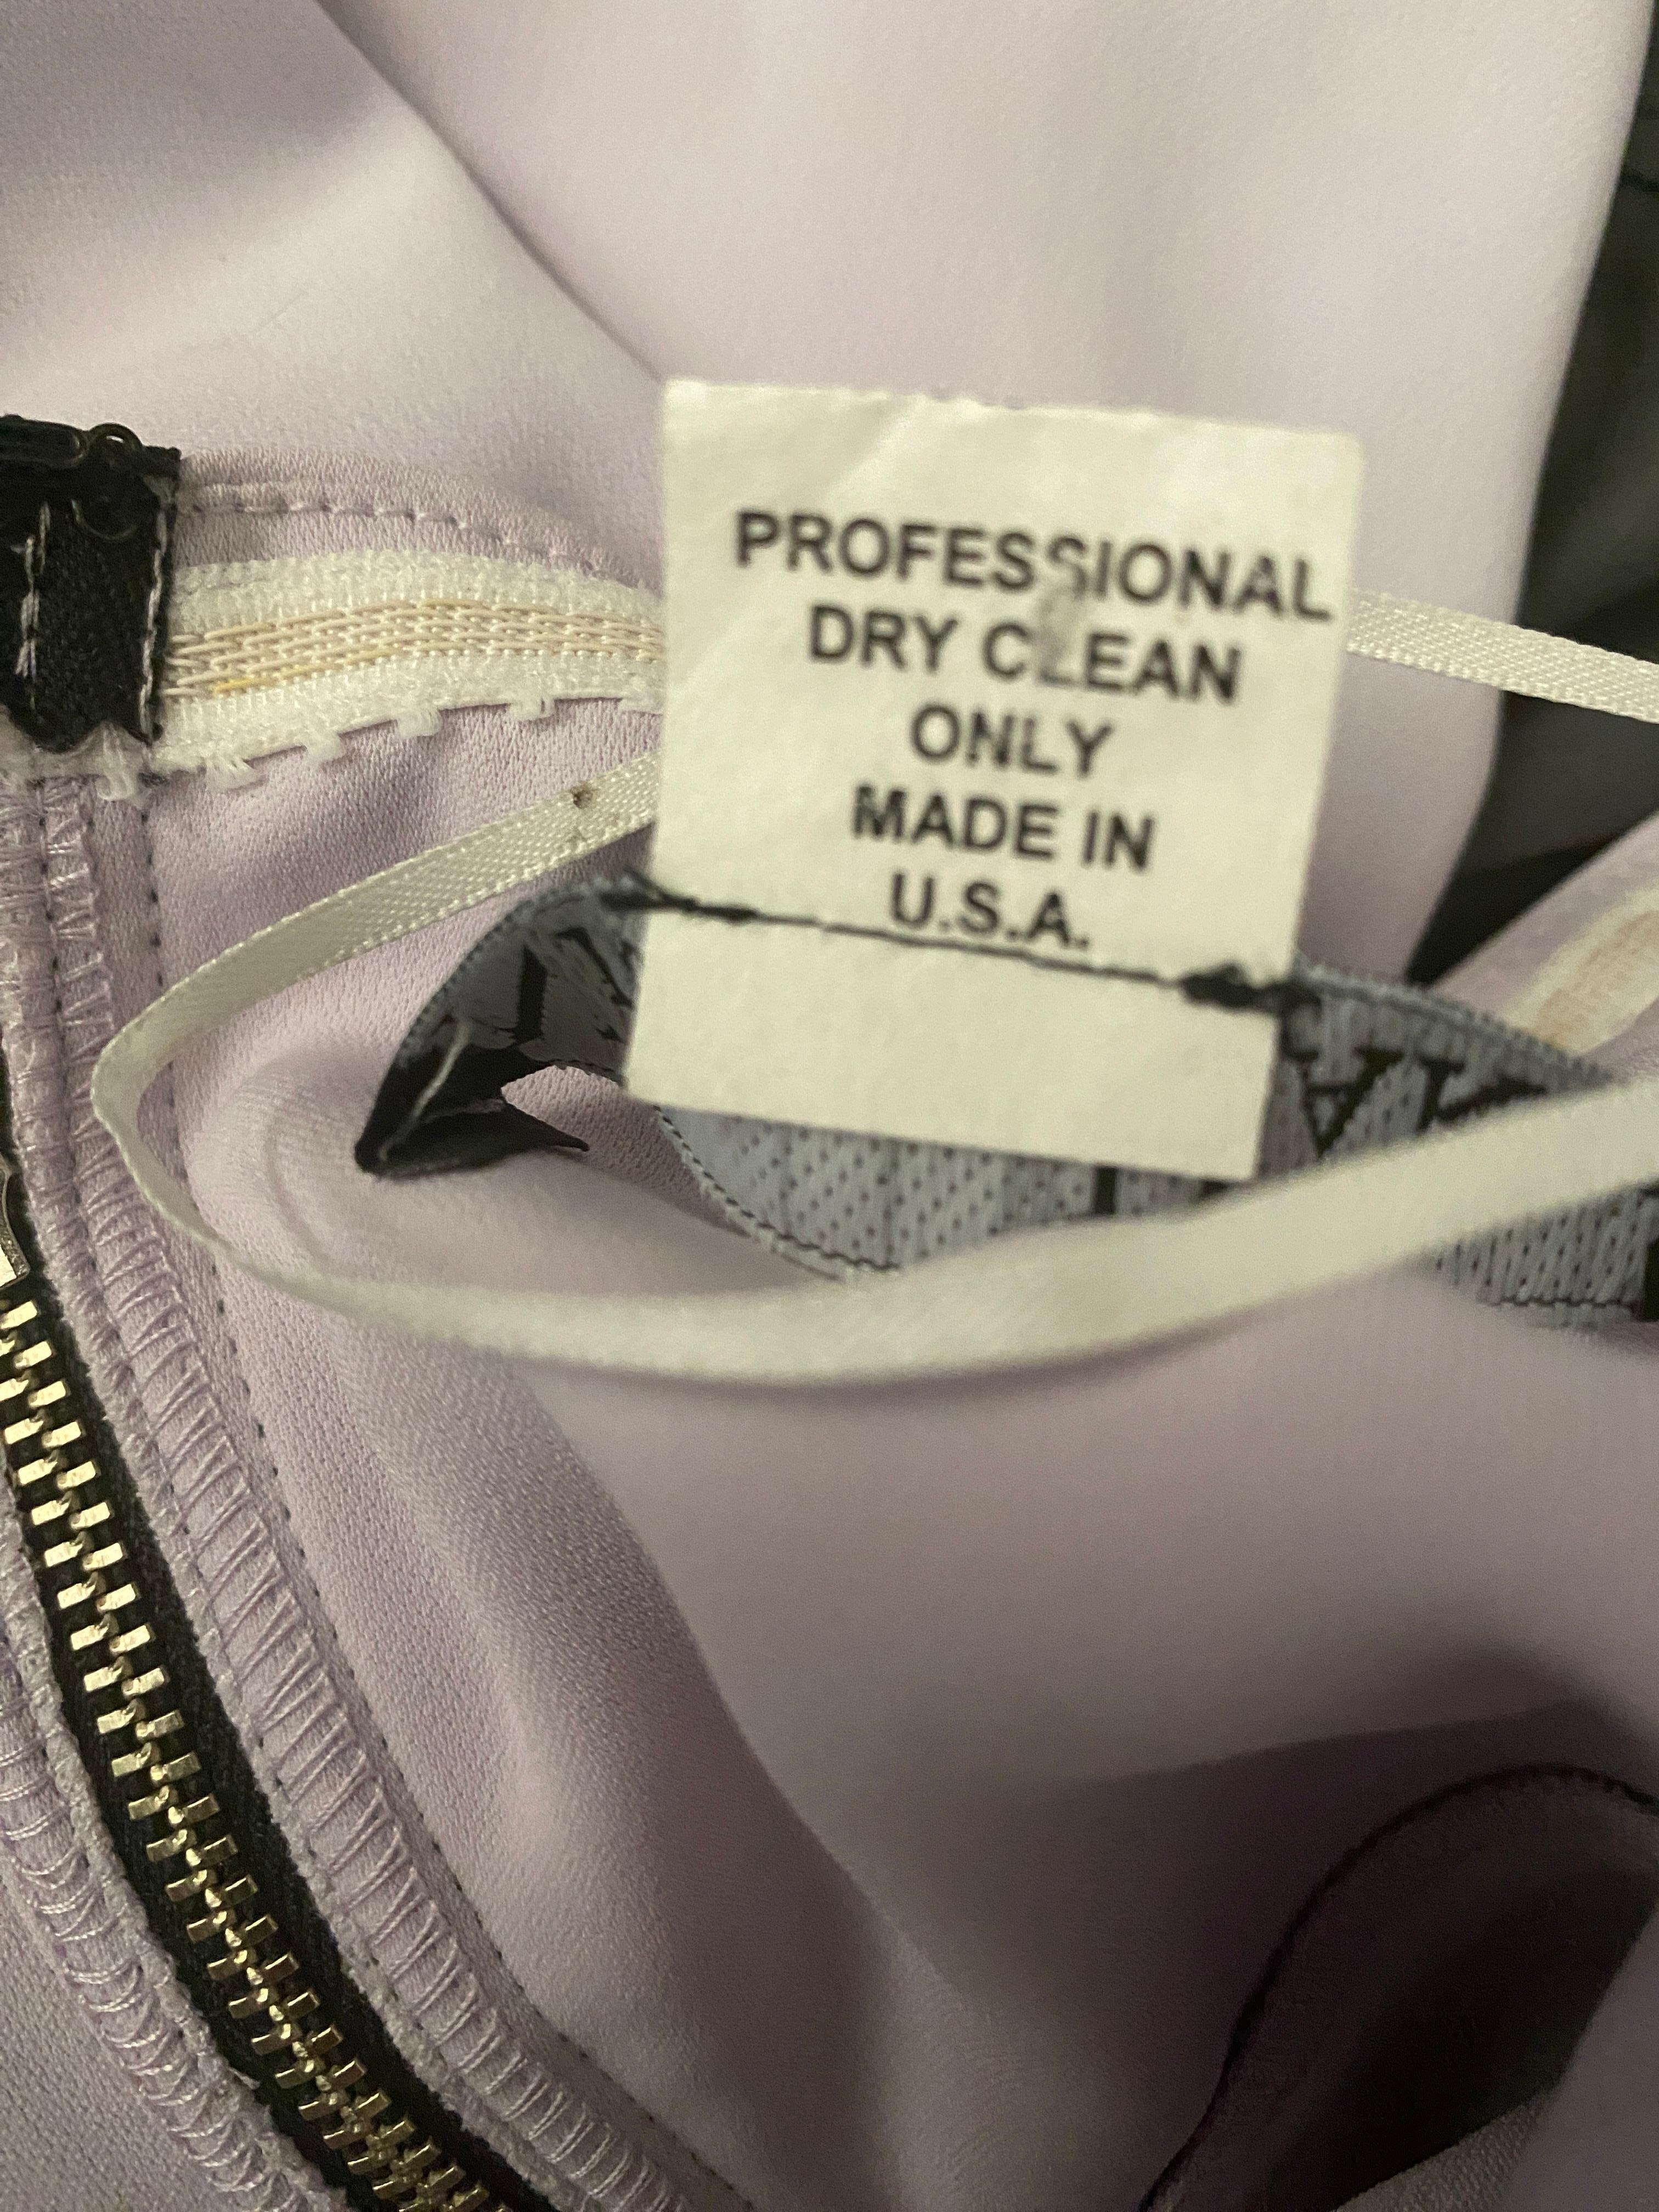 PROFESSIONAL
DRY CLEAN
ONLY
MADE IN
U.S.A.